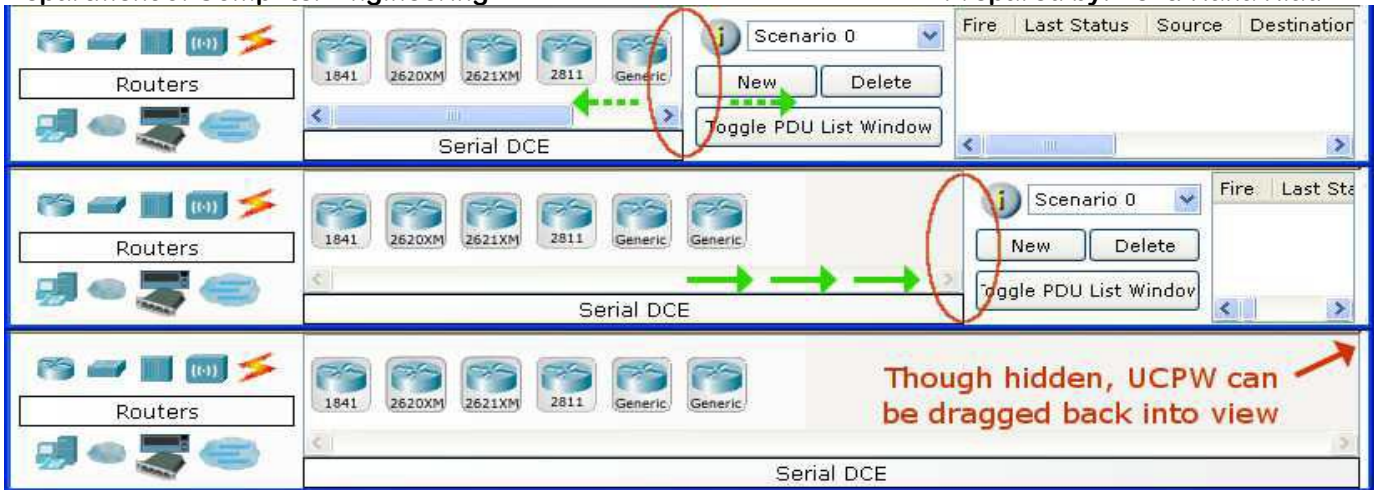 Fire Last Status Source Destination
Scenario 0
1841 2620XM 2621XM 2811 Generic
Routers
New Delete
Toggle PDU List Window
Serial DCE
Fire Last Sta
Scenario 0
1841 2620XM 2621XM 2811 Generic Generic
Routers
New Delete
Toggle PDU List Window
Serial DCE
1841 2620XM 2621XM 2811 Generic Generic
Though hidden, UCPW can
be dragged back into view
Routers
Serial DCE